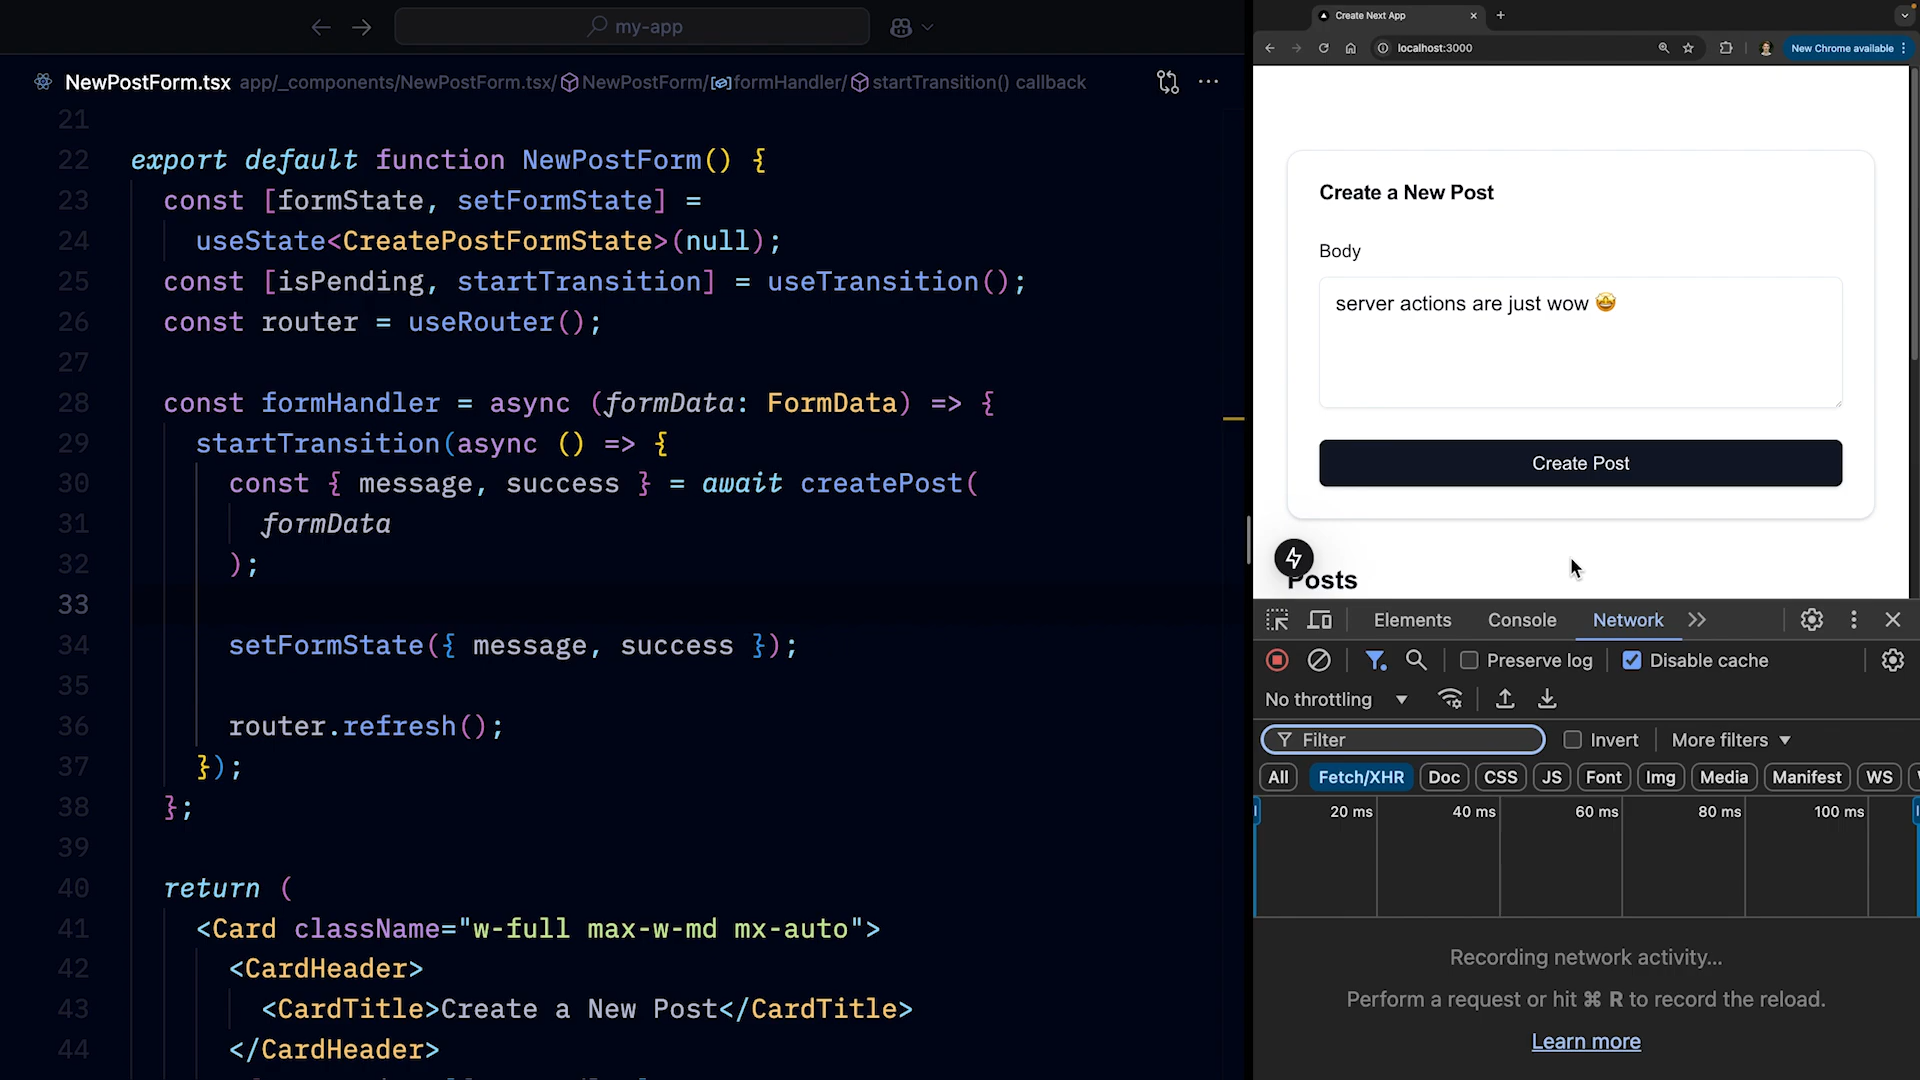 my-app
NewPostForm.tsx app/_components/NewPostForm.tsx/ NewPostForm/ formHandler/ startTransition() callback
21
22 export default function NewPostForm() {
23 const [formState, setFormState] =
24 useState<CreatePostFormState>(null);
25 const [isPending, startTransition] = useTransition();
26 const router = useRouter();
27
28 const formHandler = async (formData: FormData) => {
29 startTransition(async () => {
30 const { message, success } = await createPost(
31 formData
32 );
33
34 setFormState({ message, success });
35
36 router.refresh();
37 });
38 };
39
40 return (
41 <Card className="w-full max-w-md mx-auto">
42 <CardHeader>
43 <CardTitle>Create a New Post</CardTitle>
44 </CardHeader>
Create Next App
localhost:3000
New Chrome available
Create a New Post
Body
server actions are just wow 🤩
Create Post
Posts
Elements Console Network
Preserve log Disable cache
No throttling
Filter Invert More filters
All Fetch/XHR Doc CSS JS Font Img Media Manifest WS
20 ms 40 ms 60 ms 80 ms 100 ms
Recording network activity...
Perform a request or hit ⌘ R to record the reload.
Learn more